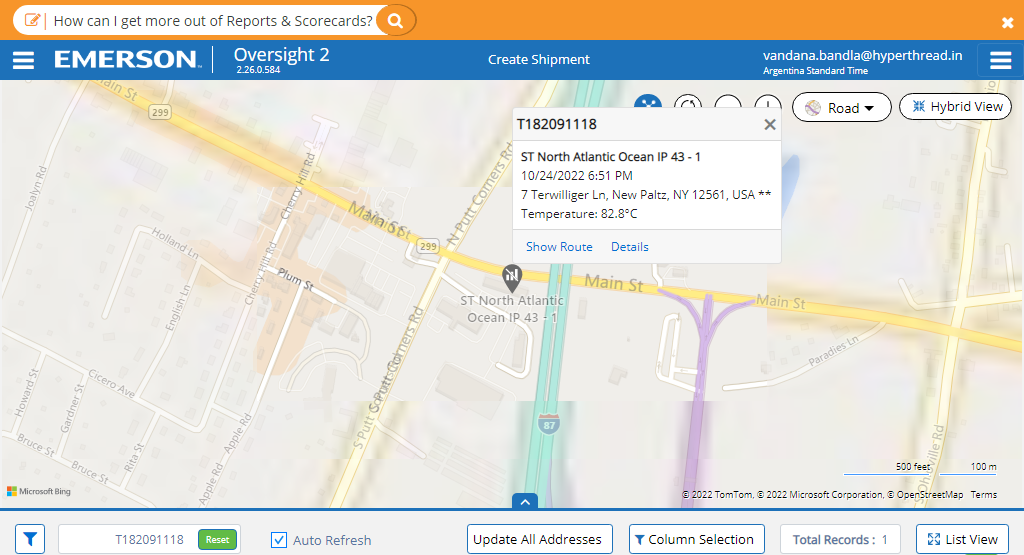 How can I get more out of Reports & Scorecards?
EMERSON
Oversight 2
2.26.0.584
Create Shipment
vandana.bandla@hyperthread.in
Argentina Standard Time
Main St
299
Road
Hybrid View
T182091118
ST North Atlantic Ocean IP 43 - 1
10/24/2022 6:51 PM
7 Terwilliger Ln, New Paltz, NY 12561, USA **
Temperature: 82.8°C
Show Route
Details
Joalyn Rd
Cherry Hill Rd
N Putt Corners Rd
Main St
299
Holland Ln
Plum St
Cherry Hill Rd
English Ln
Main St
Main St
ST North Atlantic
Ocean IP 43 - 1
S Putt Corners Rd
Paradies Ln
Howard St
Cicero Ave
Gardner St
Bruce St
Bruce St
Rita St
Apple Rd
Apple Rd
87
S Ohioville Rd
500 feet
100 m
Microsoft Bing
© 2022 TomTom, © 2022 Microsoft Corporation, © OpenStreetMap Terms
T182091118
Reset
Auto Refresh
Update All Addresses
Column Selection
Total Records : 1
List View